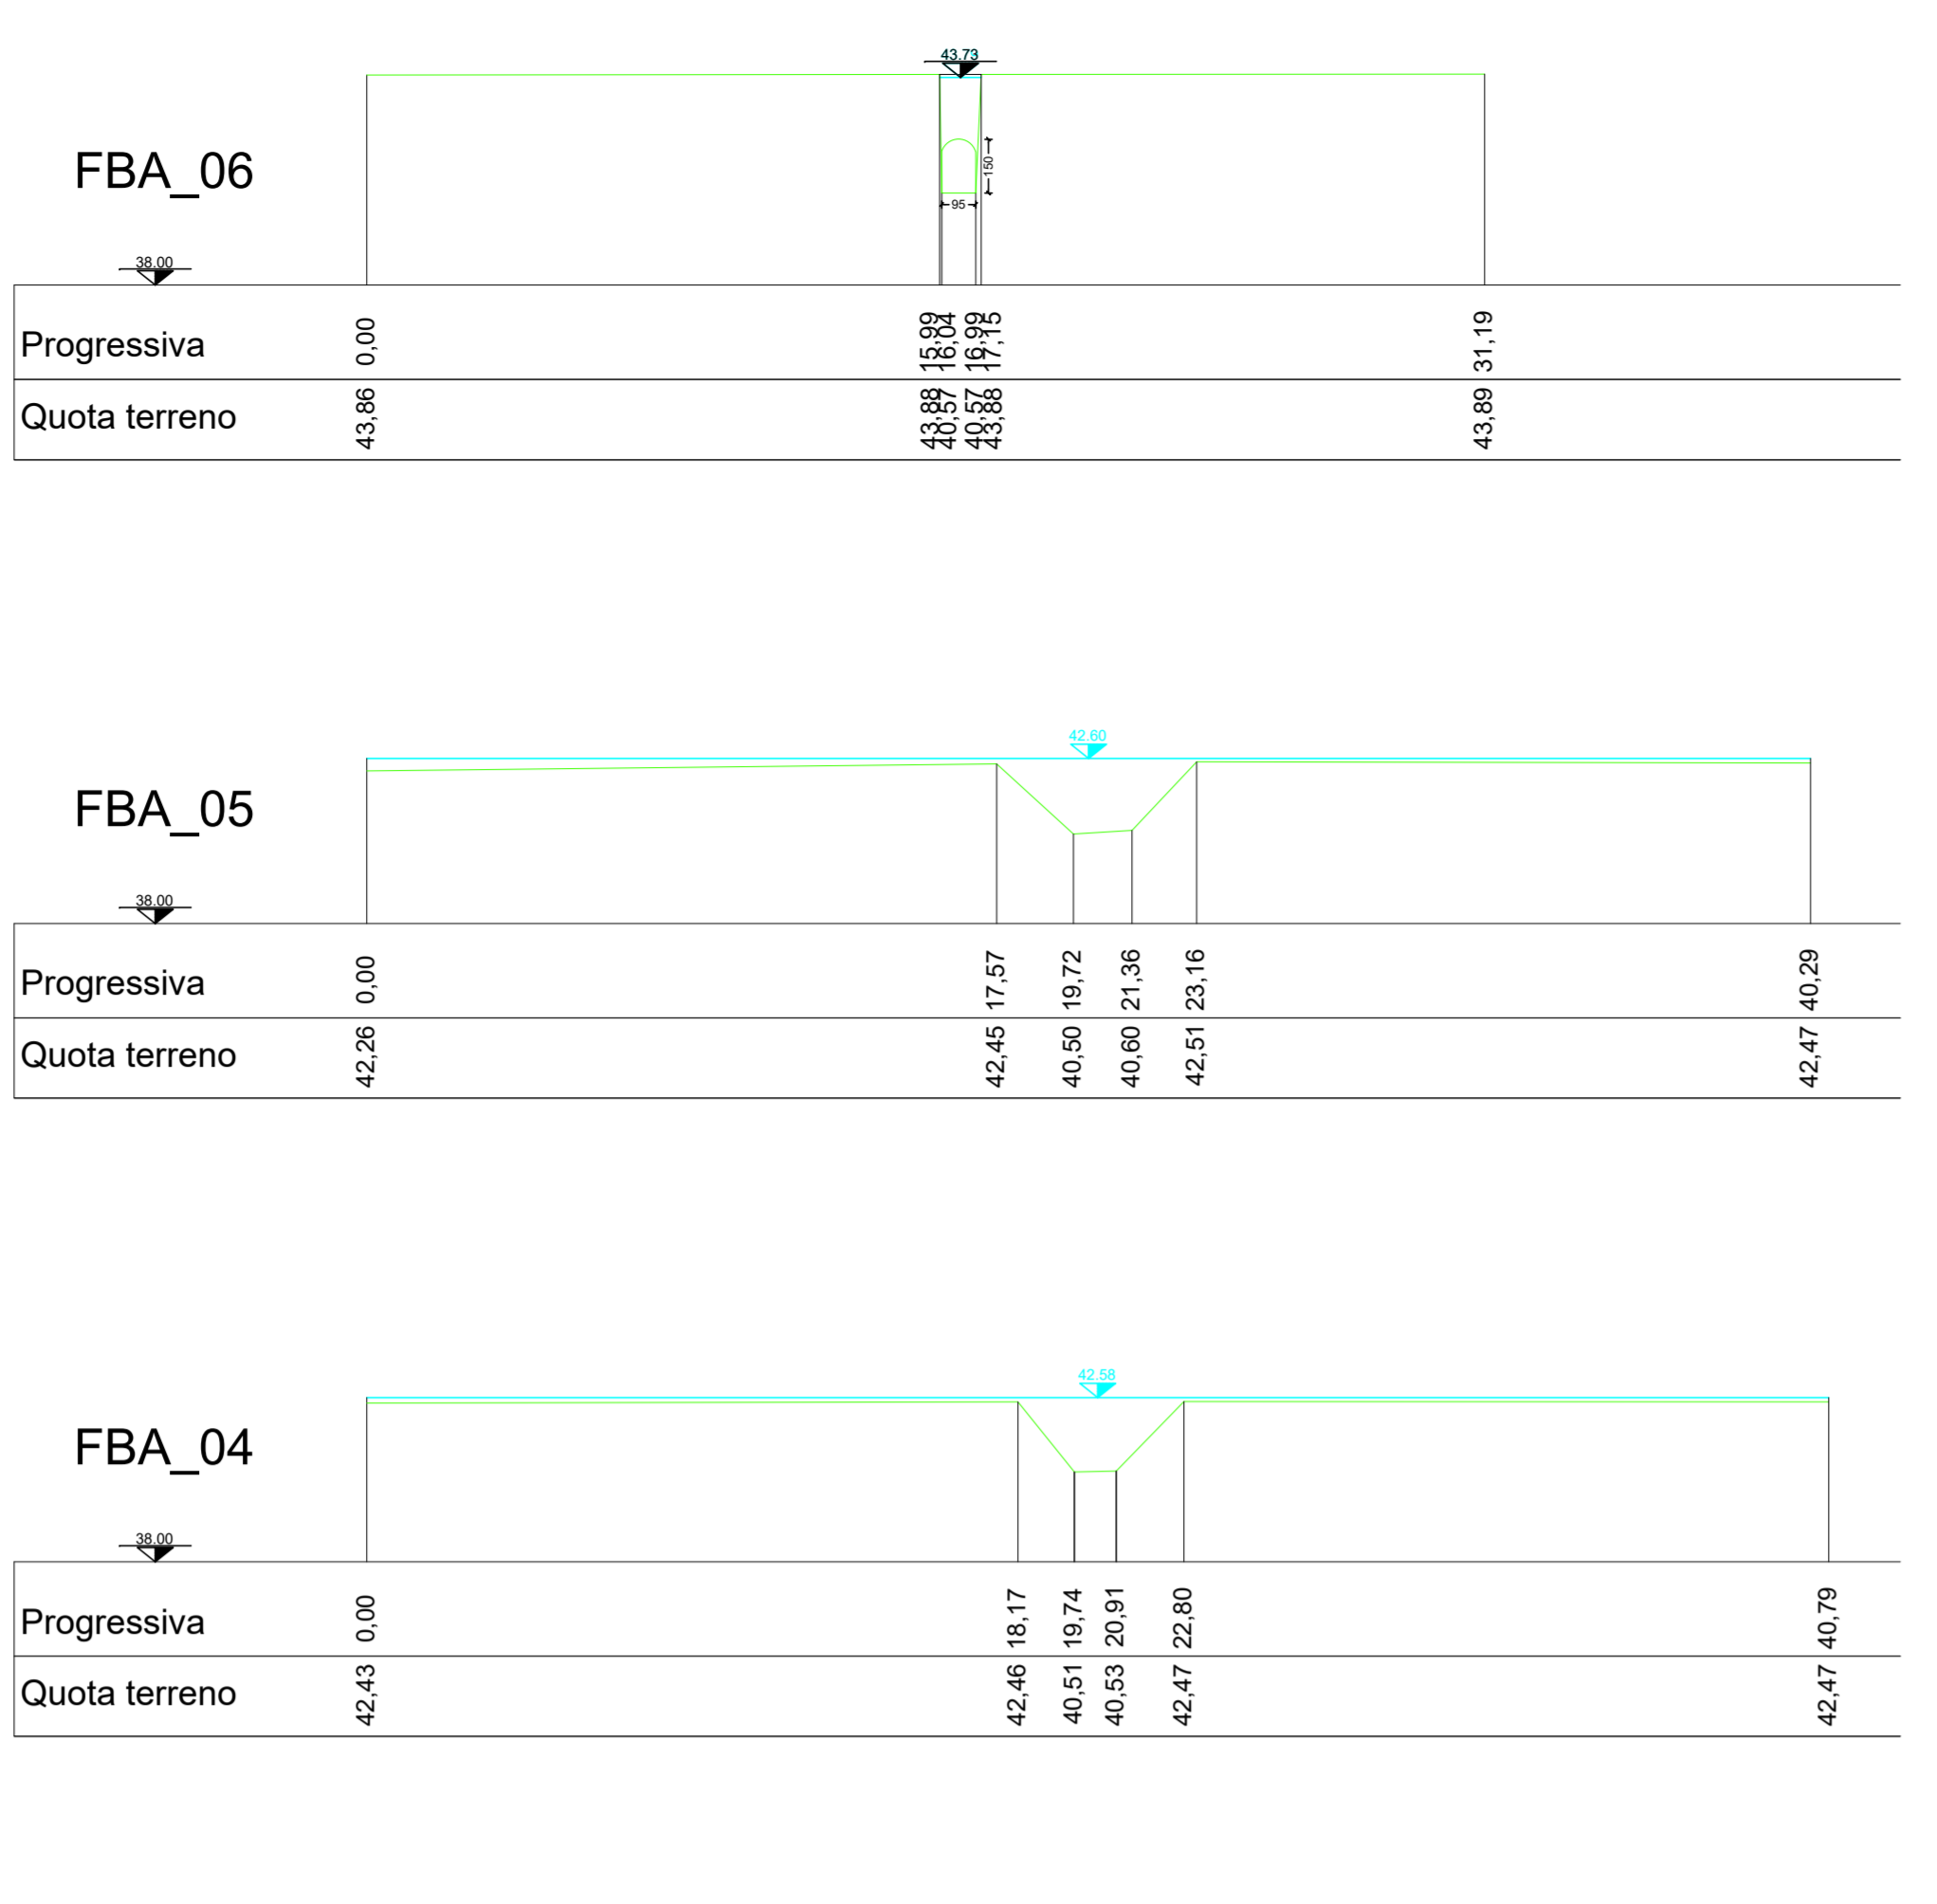 43.73
FBA_06
150
95
38.00
Progressiva 0,00 15,99 16,04 16,99 17,15 31,19
Quota terreno 43,86 43,88 40,57 40,57 43,88 43,89
42.60
FBA_05
38.00
Progressiva 0,00 17,57 19,72 21,36 23,16 40,29
Quota terreno 42,26 42,45 40,50 40,60 42,51 42,47
42.58
FBA_04
38.00
Progressiva 0,00 18,17 19,74 20,91 22,80 40,79
Quota terreno 42,43 42,46 40,51 40,53 42,47 42,47